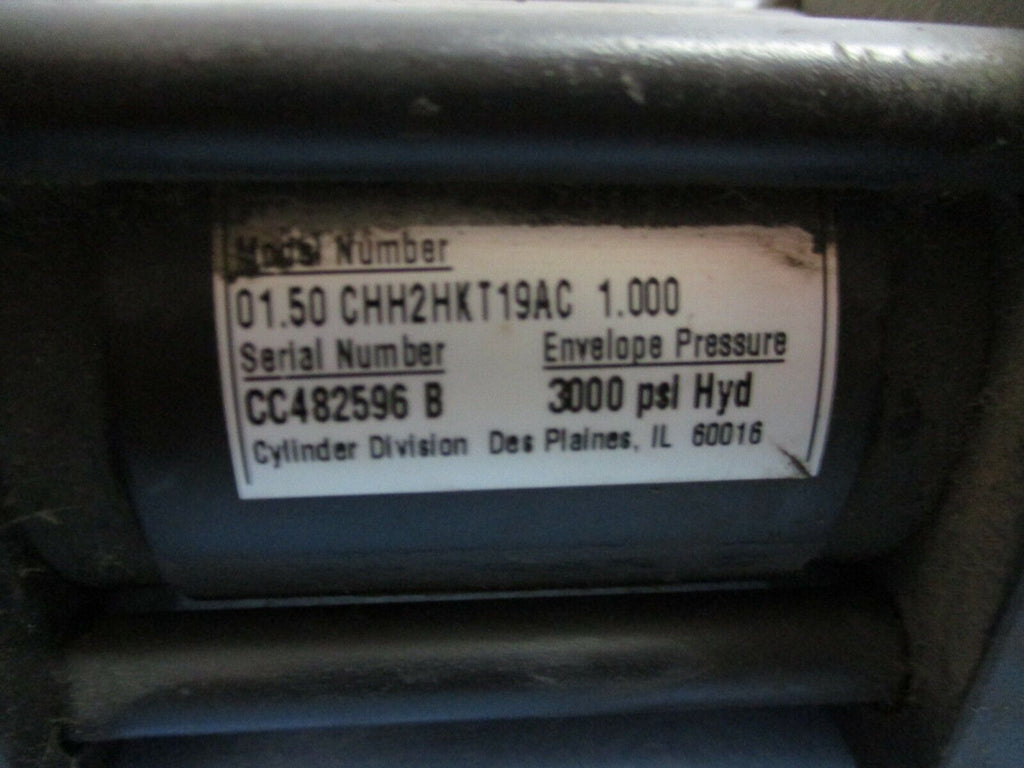 Model Number
01.50 CHH2HKT19AC 1.000
Serial Number Envelope Pressure
CC482596 B 3000 psi Hyd
Cylinder Division Des Plaines, IL 60016